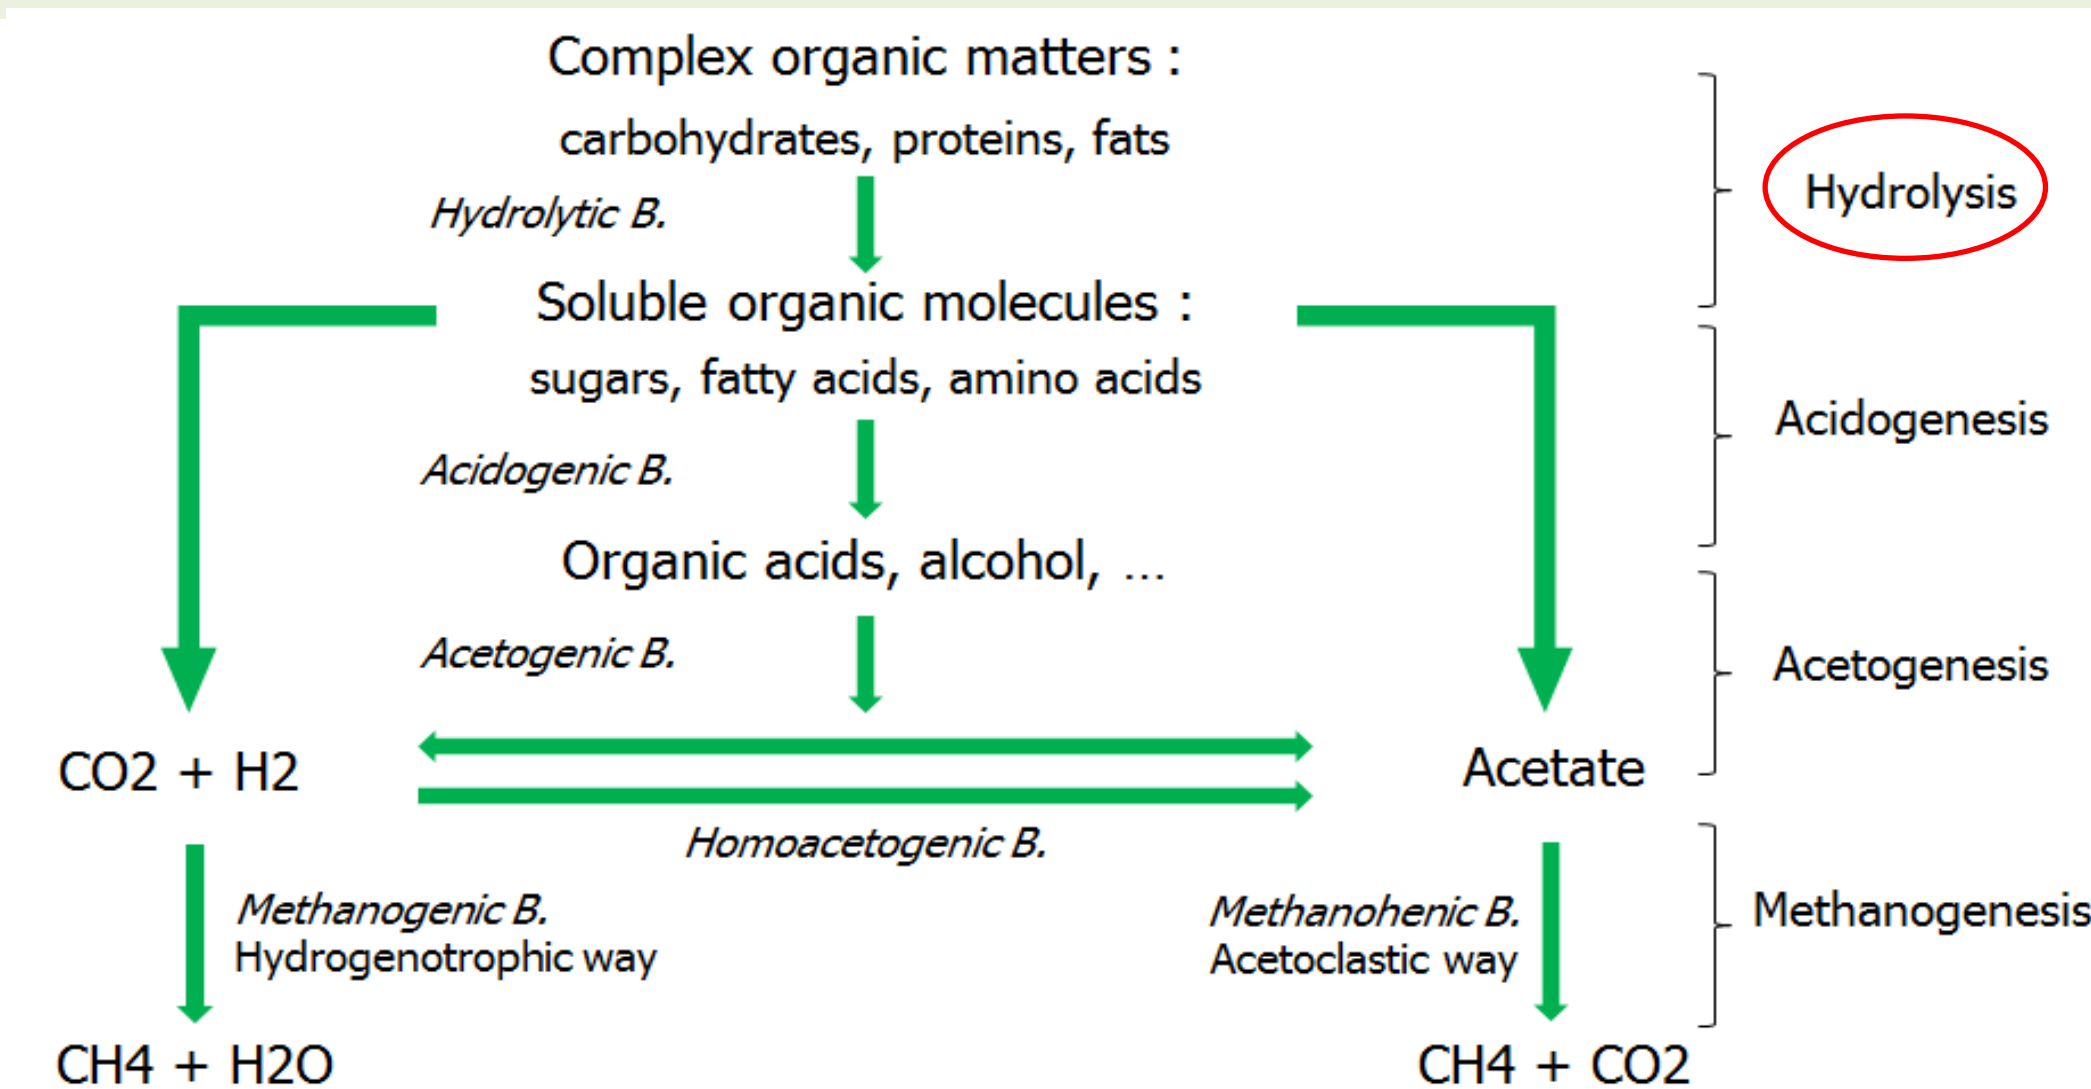 Complex organic matters :
carbohydrates, proteins, fats
Hydrolytic B.
Hydrolysis
Soluble organic molecules :
sugars, fatty acids, amino acids
Acidogenesis
Acidogenic B.
Organic acids, alcohol, ...
Acetogenic B.
Acetogenesis
CO2 + H2
Acetate
Homoacetogenic B.
Methanogenic B.
Hydrogenotrophic way
Methanohenic B.
Acetoclastic way
Methanogenesis
CH4 + H2O
CH4 + CO2